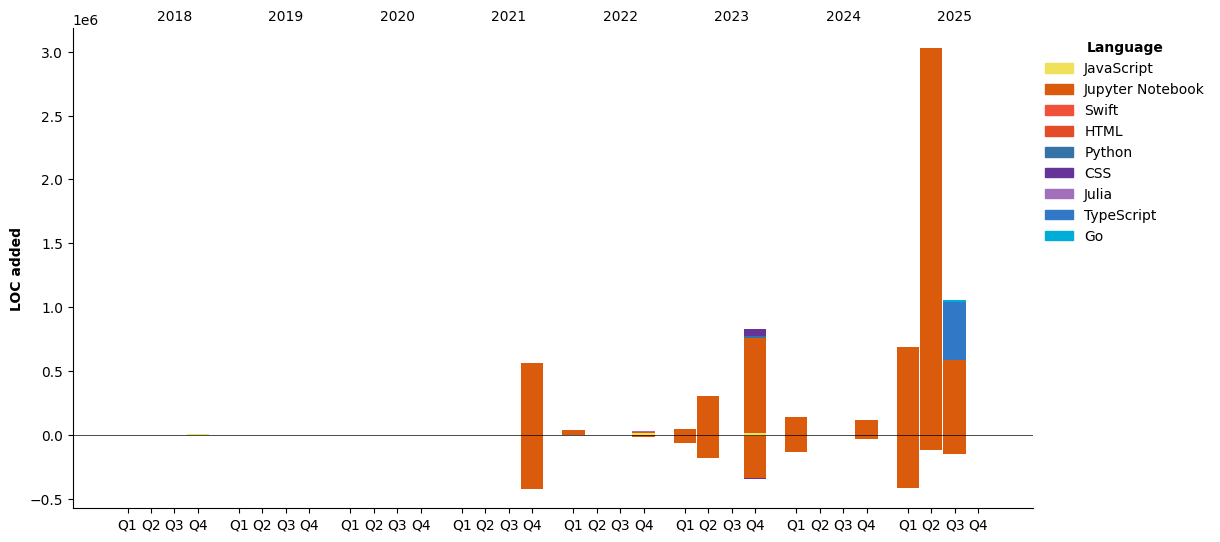 2018 2019 2020 2021 2022 2023 2024 2025
1e6
3.0
2.5
2.0
1.5
1.0
0.5
0.0
−0.5
LOC added
Q1 Q2 Q3 Q4 Q1 Q2 Q3 Q4 Q1 Q2 Q3 Q4 Q1 Q2 Q3 Q4 Q1 Q2 Q3 Q4 Q1 Q2 Q3 Q4 Q1 Q2 Q3 Q4 Q1 Q2 Q3 Q4
Language
JavaScript
Jupyter Notebook
Swift
HTML
Python
CSS
Julia
TypeScript
Go